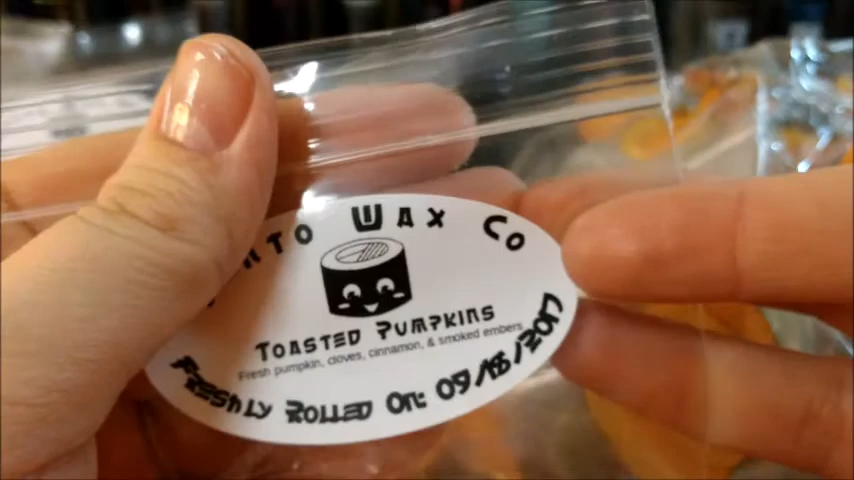 Wax Co
Toasted Pumpkins
Fresh pumpkin, cloves, cinnamon, & smoked embers
Freshly Rolled On: 09/18/2017